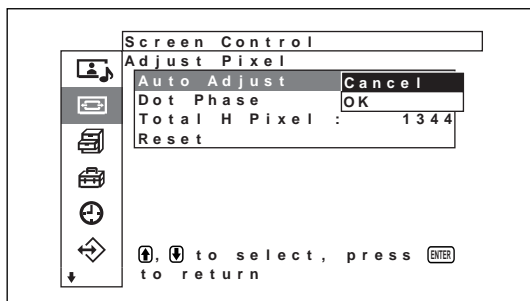 Screen Control
Adjust Pixel
Auto Adjust Cancel
Dot Phase OK
Total H Pixel : 1344
Reset
↑, ↓ to select, press ENTER
to return